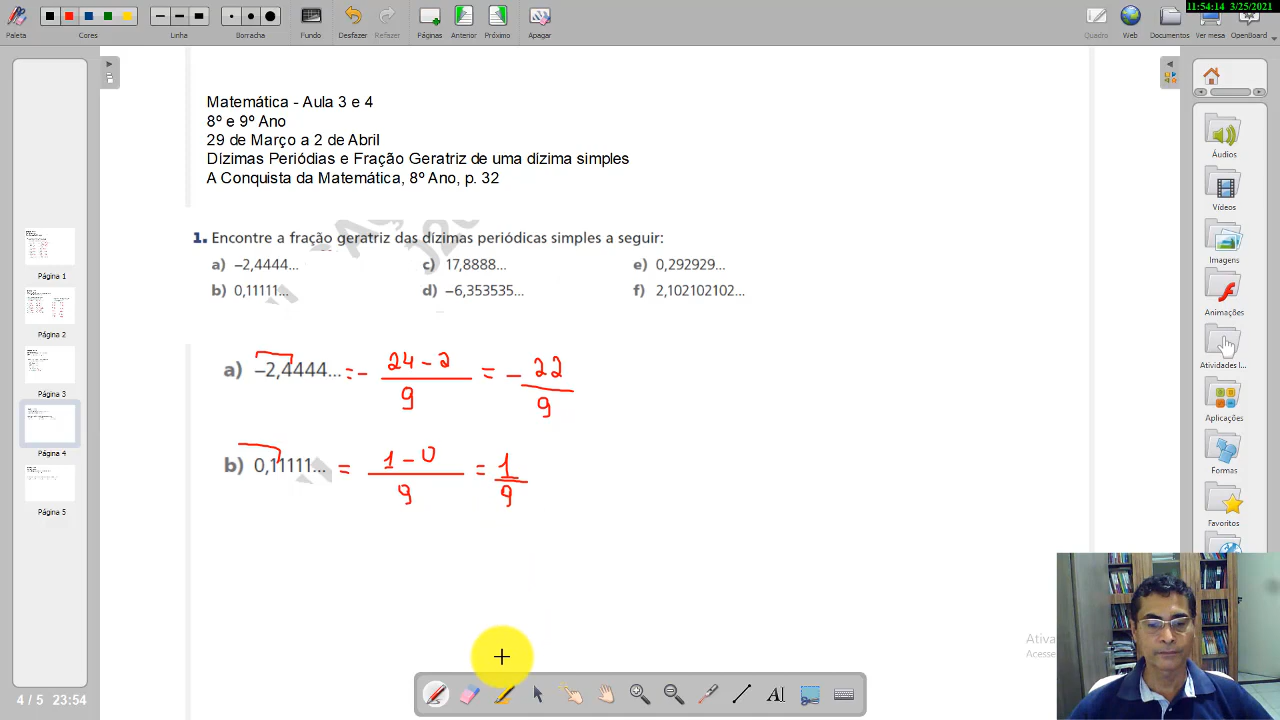 11:54:14 3/25/2021
Paleta
Cores
Linha
Borracha
Fundo
Desfazer
Refazer
Páginas
Anterior
Próximo
Apagar
Quadro
Web
Documentos
Ver mesa
OpenBoard
Matemática - Aula 3 e 4
8º e 9º Ano
29 de Março a 2 de Abril
Dízimas Periódias e Fração Geratriz de uma dízima simples
A Conquista da Matemática, 8º Ano, p. 32
1. Encontre a fração geratriz das dízimas periódicas simples a seguir:
a) –2,4444... c) 17,8888... e) 0,292929...
b) 0,11111... d) –6,353535... f) 2,102102102...
a) –2,4444... = - 24 - 2 / 9 = - 22 / 9
b) 0,11111... = 1 - 0 / 9 = 1 / 9
Página 1
Página 2
Página 3
Página 4
Página 5
4 / 5 23:54
Áudios
Vídeos
Imagens
Animações
Atividades I...
Aplicações
Formas
Favoritos
Ativa
Acesse